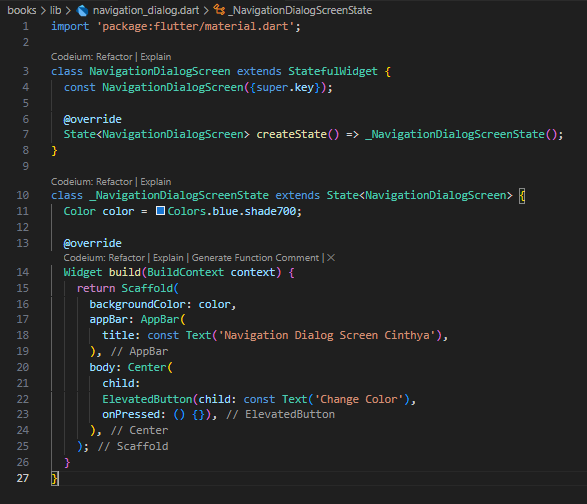 books > lib > navigation_dialog.dart > _NavigationDialogScreenState
1 import 'package:flutter/material.dart';
2
Codeium: Refactor | Explain
3 class NavigationDialogScreen extends StatefulWidget {
4 const NavigationDialogScreen({super.key});
5
6 @override
7 State<NavigationDialogScreen> createState() => _NavigationDialogScreenState();
8 }
9
Codeium: Refactor | Explain
10 class _NavigationDialogScreenState extends State<NavigationDialogScreen> {
11 Color color = Colors.blue.shade700;
12
13 @override
Codeium: Refactor | Explain | Generate Function Comment | ×
14 Widget build(BuildContext context) {
15 return Scaffold(
16 backgroundColor: color,
17 appBar: AppBar(
18 title: const Text('Navigation Dialog Screen Cinthya'),
19 ), // AppBar
20 body: Center(
21 child:
22 ElevatedButton(child: const Text('Change Color'),
23 onPressed: () {}), // ElevatedButton
24 ), // Center
25 ); // Scaffold
26 }
27 }